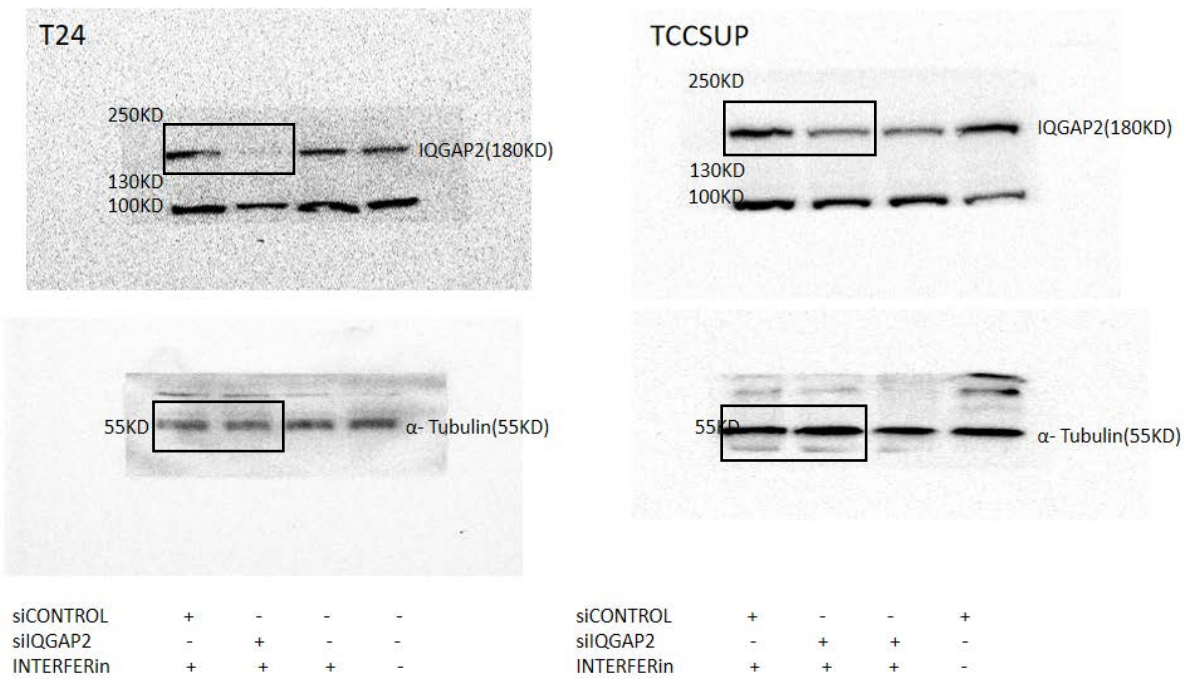 T24
250KD
IQGAP2(180KD)
130KD
100KD
55KD
α- Tubulin(55KD)
siCONTROL + - - -
siIQGAP2 - + - -
INTERFERin + + + -
TCCSUP
250KD
IQGAP2(180KD)
130KD
100KD
55KD
α- Tubulin(55KD)
siCONTROL + - - +
siIQGAP2 - + + -
INTERFERin + + + -